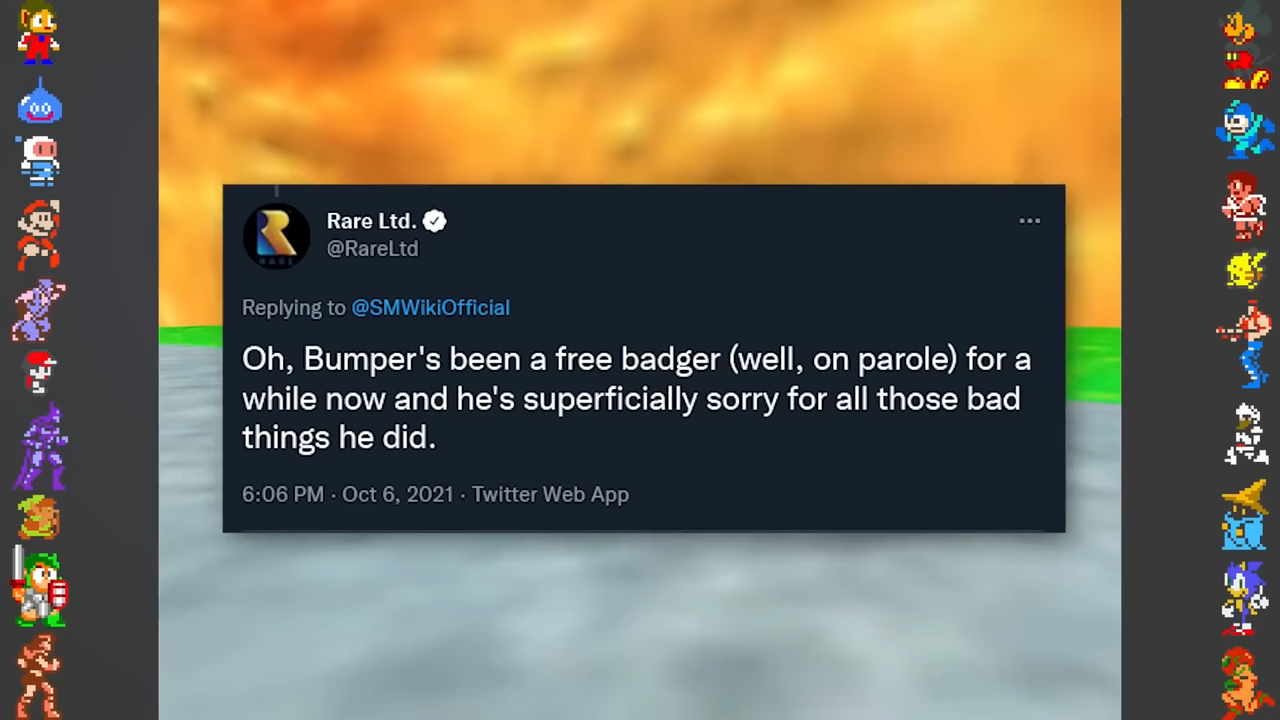 Rare Ltd.
@RareLtd
Replying to @SMWikiOfficial
Oh, Bumper's been a free badger (well, on parole) for a
while now and he's superficially sorry for all those bad
things he did.
6:06 PM · Oct 6, 2021 · Twitter Web App